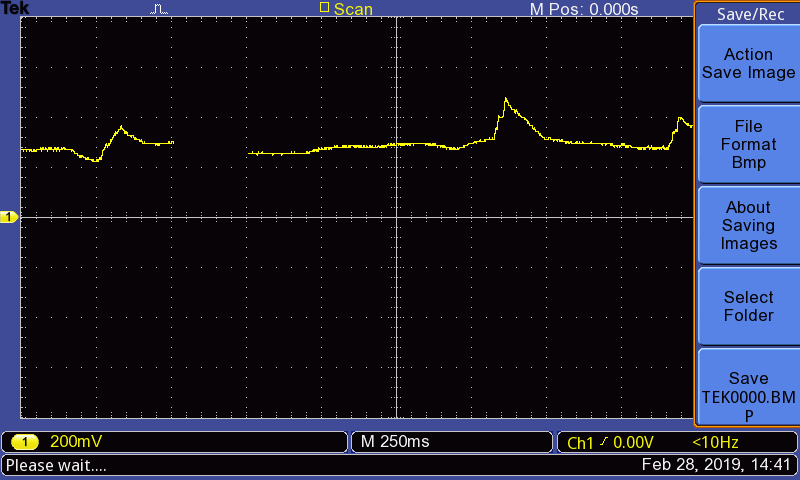 Tek
Scan
M Pos: 0.000s
Save/Rec
Action
Save Image
File
Format
Bmp
About
Saving
Images
Select
Folder
Save
TEK0000.BM
P
1
1 200mV
M 250ms
Ch1 0.00V <10Hz
Please wait....
Feb 28, 2019, 14:41